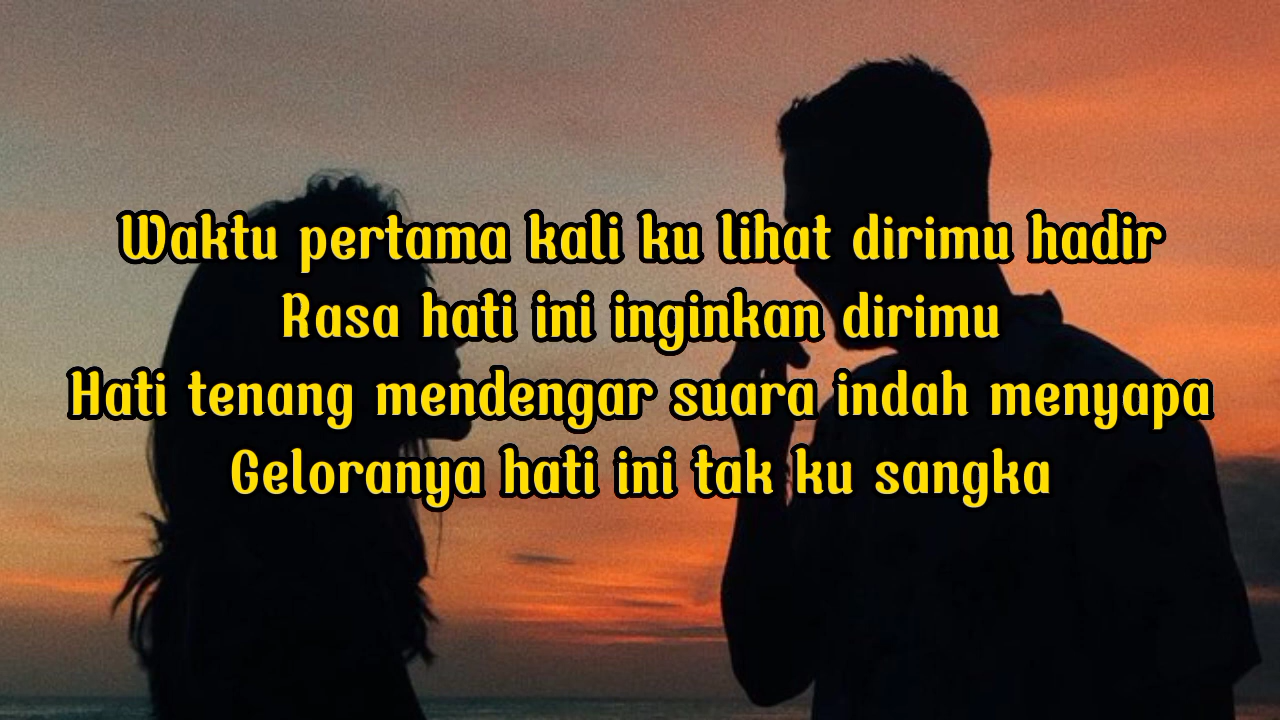 Waktu pertama kali ku lihat dirimu hadir
Rasa hati ini inginkan dirimu
Hati tenang mendengar suara indah menyapa
Geloranya hati ini tak ku sangka